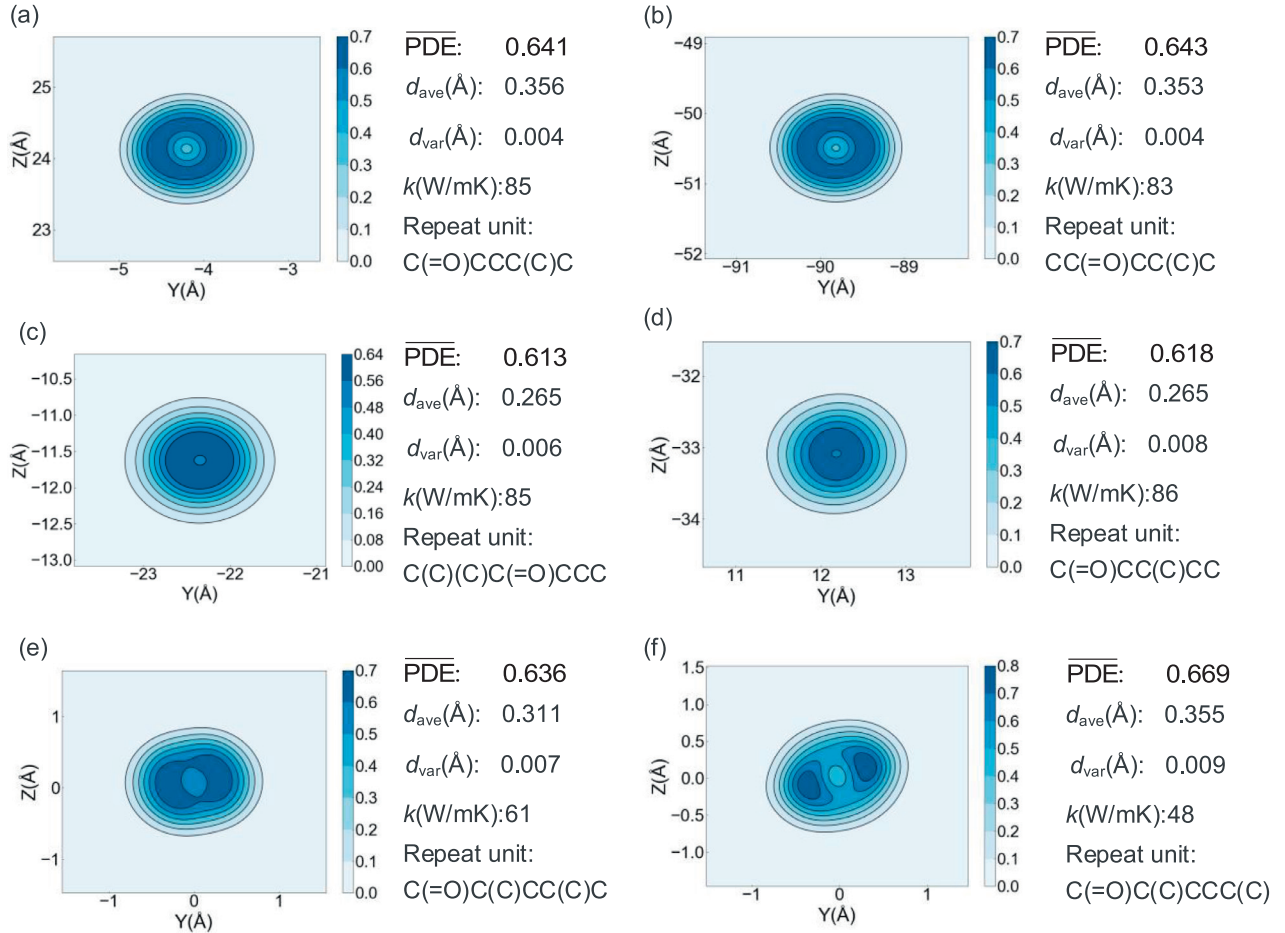 (a)
25
24
23
Z(Å)
−5
−4
−3
Y(Å)
0.7
0.6
0.5
0.4
0.3
0.2
0.1
0.0
PDE: 0.641
dave(Å): 0.356
dvar(Å): 0.004
k(W/mK):85
Repeat unit:
C(=O)CCC(C)C
(b)
−49
−50
−51
−52
Z(Å)
−91
−90
−89
Y(Å)
0.7
0.6
0.5
0.4
0.3
0.2
0.1
0.0
PDE: 0.643
dave(Å): 0.353
dvar(Å): 0.004
k(W/mK):83
Repeat unit:
CC(=O)CC(C)C
(c)
−10.5
−11.0
−11.5
−12.0
−12.5
−13.0
Z(Å)
−23
−22
−21
Y(Å)
0.64
0.56
0.48
0.40
0.32
0.24
0.16
0.08
0.00
PDE: 0.613
dave(Å): 0.265
dvar(Å): 0.006
k(W/mK):85
Repeat unit:
C(C)(C)C(=O)CCC
(d)
−32
−33
−34
Z(Å)
11
12
13
Y(Å)
0.7
0.6
0.5
0.4
0.3
0.2
0.1
0.0
PDE: 0.618
dave(Å): 0.265
dvar(Å): 0.008
k(W/mK):86
Repeat unit:
C(=O)CC(C)CC
(e)
1
0
−1
Z(Å)
−1
0
1
Y(Å)
0.7
0.6
0.5
0.4
0.3
0.2
0.1
0.0
PDE: 0.636
dave(Å): 0.311
dvar(Å): 0.007
k(W/mK):61
Repeat unit:
C(=O)C(C)CC(C)C
(f)
1.5
1.0
0.5
0.0
−0.5
−1.0
Z(Å)
−1
0
1
Y(Å)
0.8
0.7
0.6
0.5
0.4
0.3
0.2
0.1
0.0
PDE: 0.669
dave(Å): 0.355
dvar(Å): 0.009
k(W/mK):48
Repeat unit:
C(=O)C(C)CCC(C)